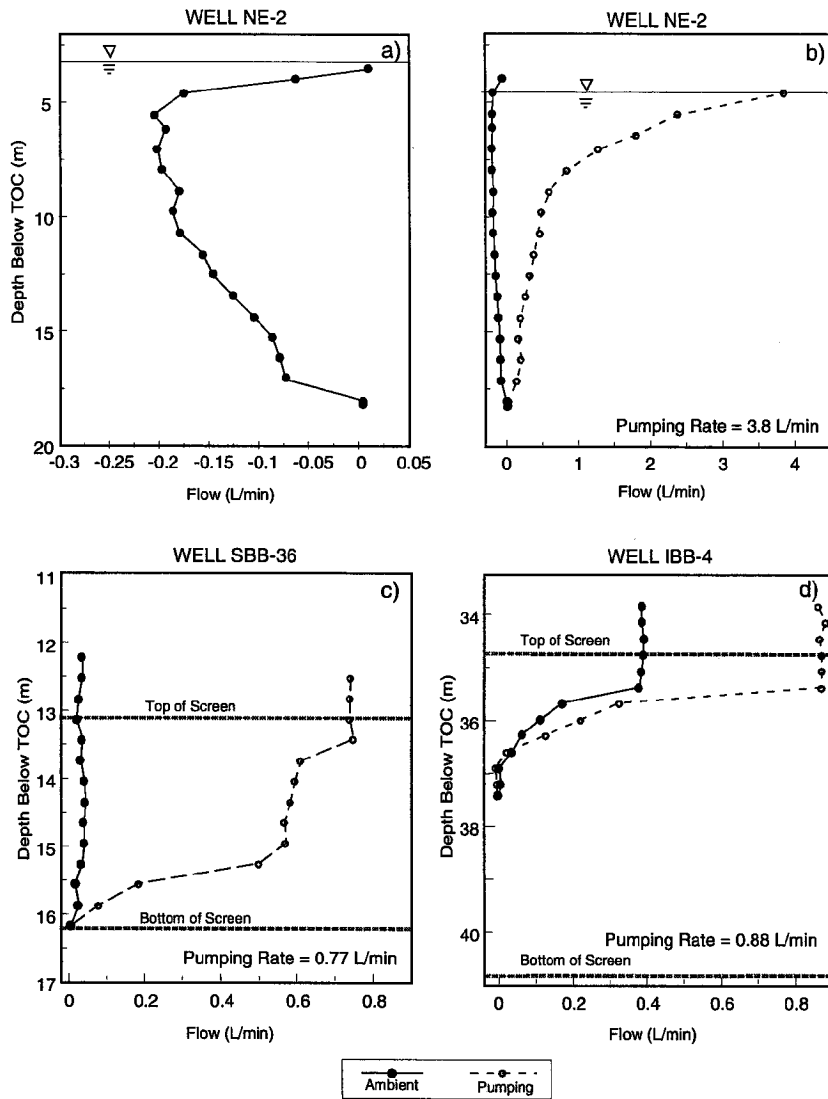 WELL NE-2
a)
Depth Below TOC (m)
5
10
15
20
-0.3 -0.25 -0.2 -0.15 -0.1 -0.05 0 0.05
Flow (L/min)
WELL NE-2
b)
Pumping Rate = 3.8 L/min
0 1 2 3 4
Flow (L/min)
WELL SBB-36
c)
Depth Below TOC (m)
11
12
Top of Screen
13
14
15
16
Bottom of Screen
Pumping Rate = 0.77 L/min
17
0 0.2 0.4 0.6 0.8
Flow (L/min)
WELL IBB-4
d)
Depth Below TOC (m)
34
Top of Screen
36
38
40
Pumping Rate = 0.88 L/min
Bottom of Screen
0 0.2 0.4 0.6 0.8
Flow (L/min)
Ambient Pumping